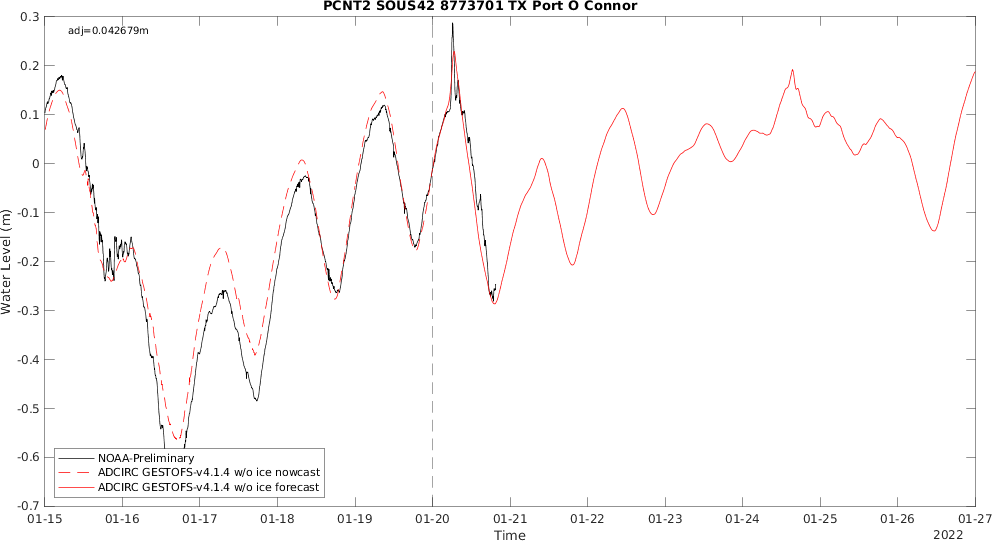 PCNT2 SOUS42 8773701 TX Port O Connor
adj=0.042679m
0.3
0.2
0.1
0
-0.1
-0.2
-0.3
-0.4
-0.5
-0.6
-0.7
Water Level (m)
NOAA-Preliminary
ADCIRC GESTOFS-v4.1.4 w/o ice nowcast
ADCIRC GESTOFS-v4.1.4 w/o ice forecast
01-15 01-16 01-17 01-18 01-19 01-20 01-21 01-22 01-23 01-24 01-25 01-26 01-27
Time
2022